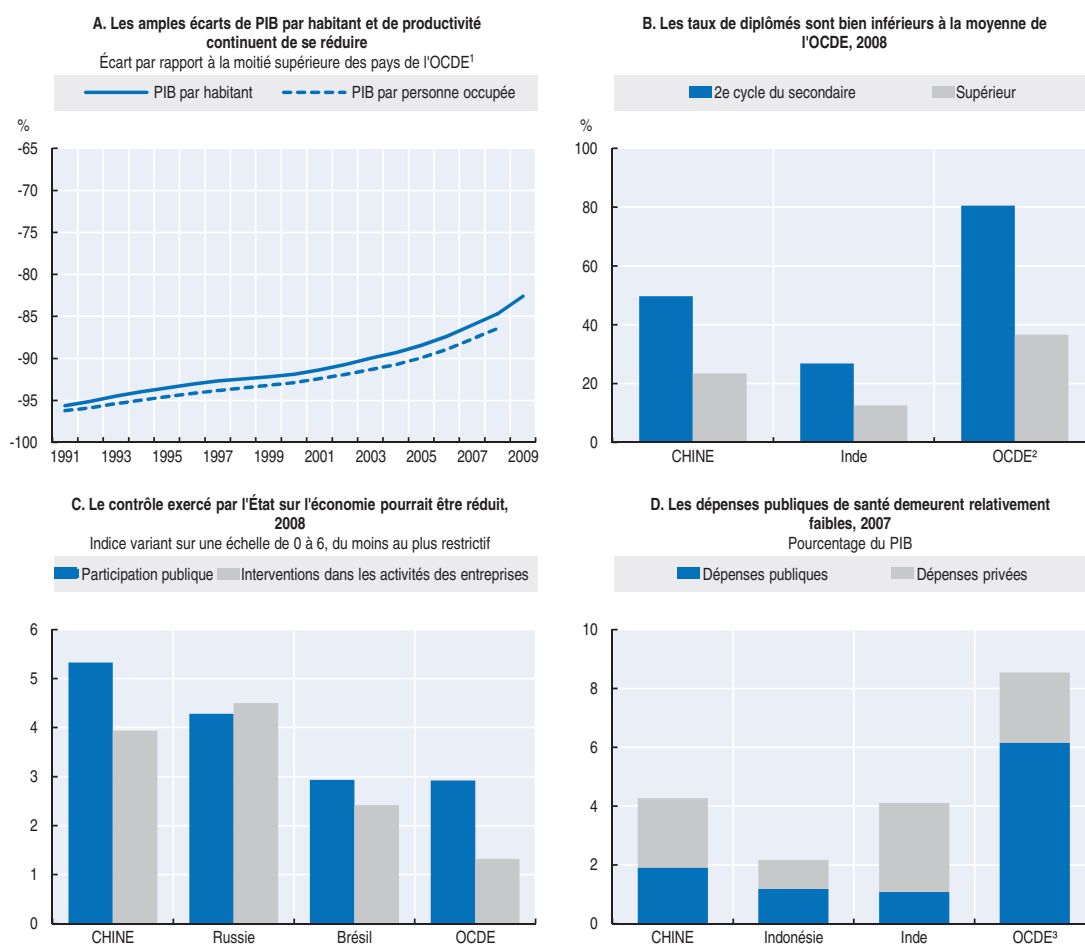 A. Les amples écarts de PIB par habitant et de productivité
continuent de se réduire
Écart par rapport à la moitié supérieure des pays de l'OCDE¹
PIB par habitant PIB par personne occupée
%
-65
-70
-75
-80
-85
-90
-95
-100
1991 1993 1995 1997 1999 2001 2003 2005 2007 2009
B. Les taux de diplômés sont bien inférieurs à la moyenne de
l'OCDE, 2008
2e cycle du secondaire Supérieur
%
100
80
60
40
20
0
CHINE Inde OCDE²
C. Le contrôle exercé par l'État sur l'économie pourrait être réduit,
2008
Indice variant sur une échelle de 0 à 6, du moins au plus restrictif
Participation publique Interventions dans les activités des entreprises
6
5
4
3
2
1
0
CHINE Russie Brésil OCDE
D. Les dépenses publiques de santé demeurent relativement
faibles, 2007
Pourcentage du PIB
Dépenses publiques Dépenses privées
10
8
6
4
2
0
CHINE Indonésie Inde OCDE³